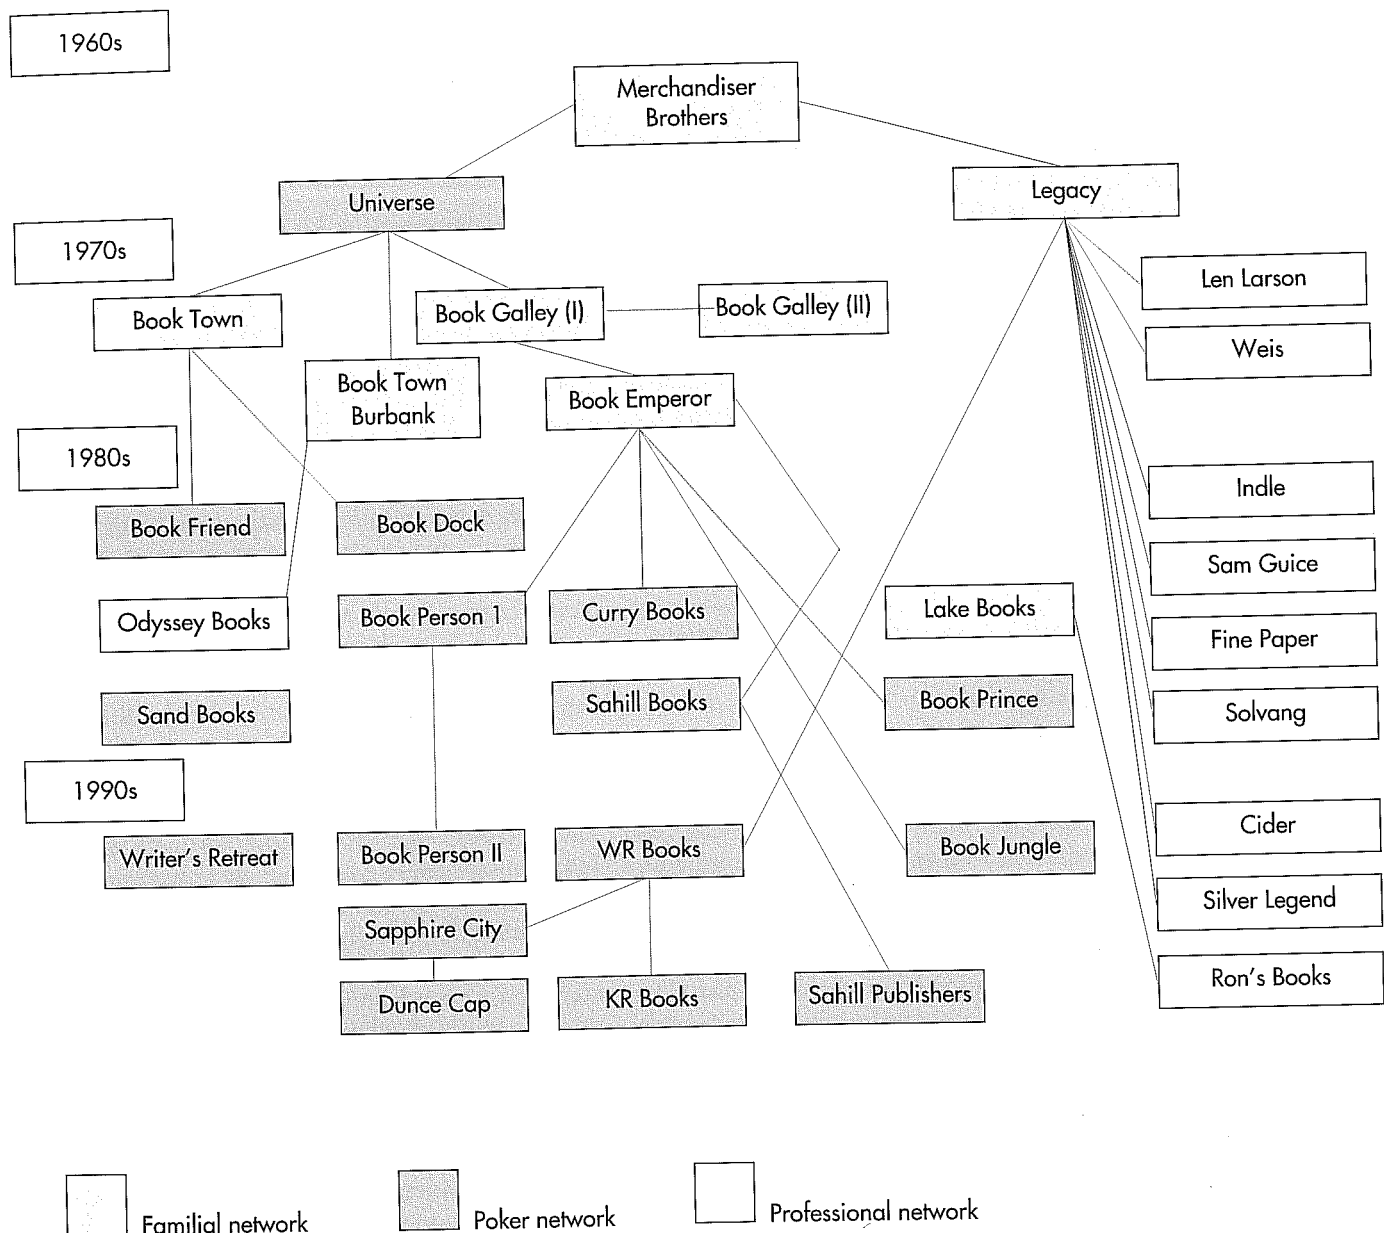 1960s
Merchandiser
Brothers
Universe
Legacy
1970s
Len Larson
Book Town
Book Galley (I)
Book Galley (II)
Weis
Book Town
Burbank
Book Emperor
1980s
Indle
Book Friend
Book Dock
Sam Guice
Odyssey Books
Book Person 1
Curry Books
Lake Books
Fine Paper
Sand Books
Sahill Books
Book Prince
Solvang
1990s
Cider
Writer's Retreat
Book Person II
WR Books
Book Jungle
Silver Legend
Sapphire City
Ron's Books
Dunce Cap
KR Books
Sahill Publishers
Familial network
Poker network
Professional network